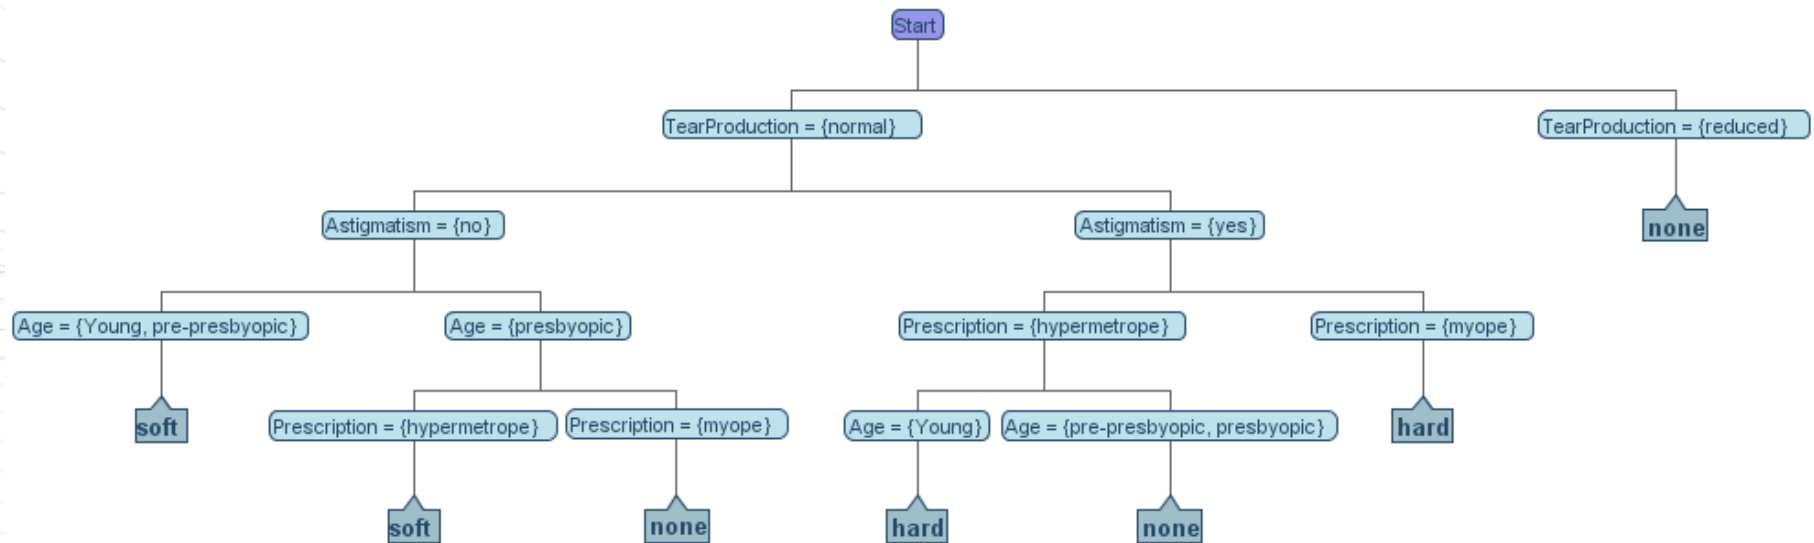 Start
TearProduction = {normal}
TearProduction = {reduced}
Astigmatism = {no}
Astigmatism = {yes}
none
Age = {Young, pre-presbyopic}
Age = {presbyopic}
Prescription = {hypermetrope}
Prescription = {myope}
soft
Prescription = {hypermetrope}
Prescription = {myope}
Age = {Young}
Age = {pre-presbyopic, presbyopic}
hard
soft
none
hard
none